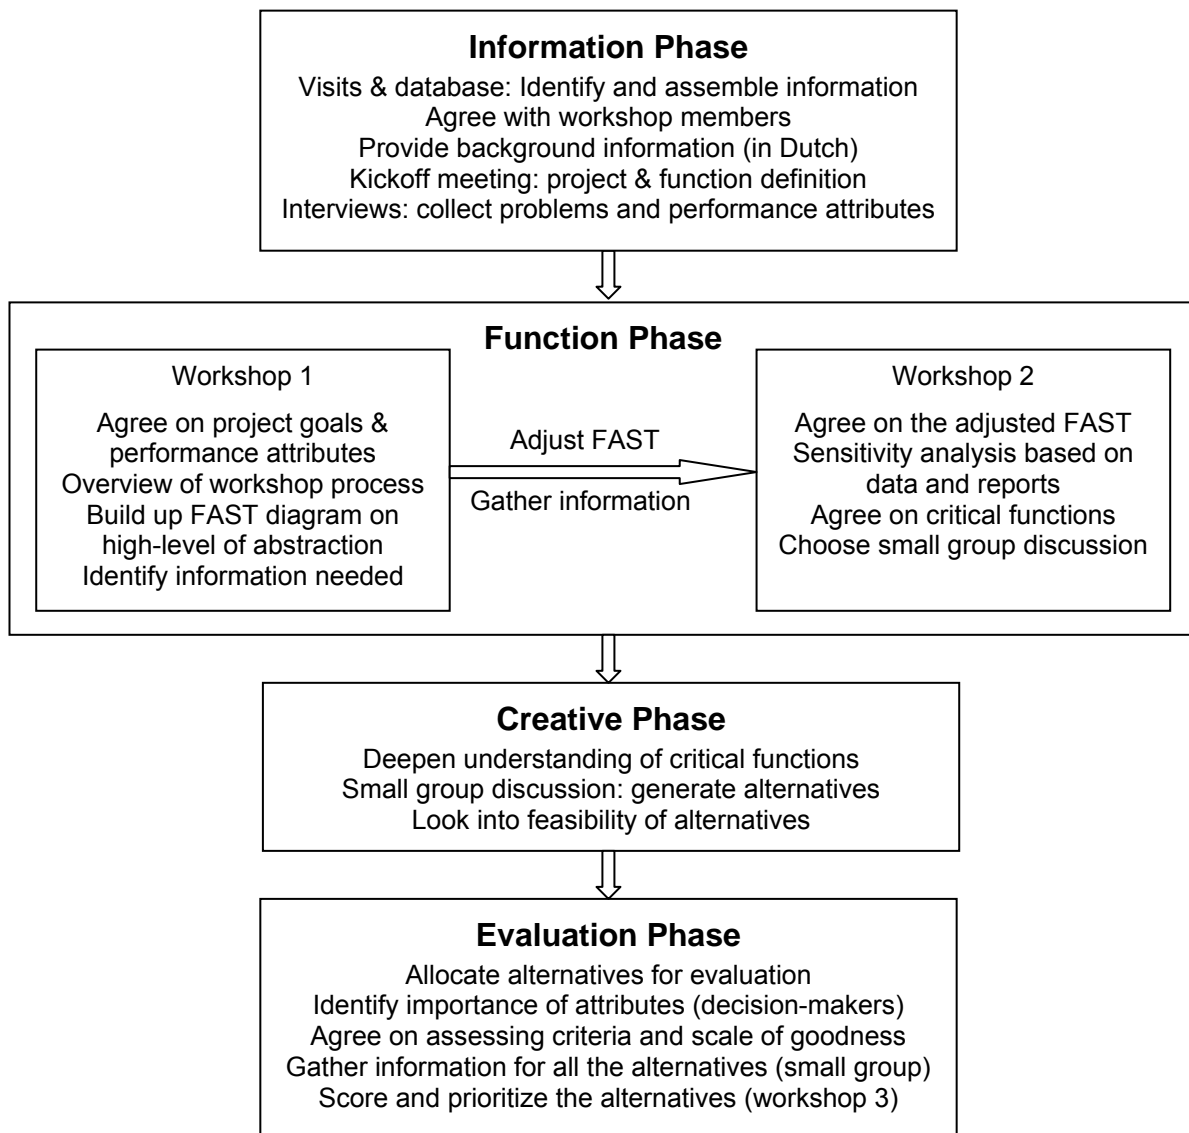 Information Phase
Visits & database: Identify and assemble information
Agree with workshop members
Provide background information (in Dutch)
Kickoff meeting: project & function definition
Interviews: collect problems and performance attributes
Function Phase
Workshop 1
Agree on project goals &
performance attributes
Overview of workshop process
Build up FAST diagram on
high-level of abstraction
Identify information needed
Adjust FAST
Gather information
Workshop 2
Agree on the adjusted FAST
Sensitivity analysis based on
data and reports
Agree on critical functions
Choose small group discussion
Creative Phase
Deepen understanding of critical functions
Small group discussion: generate alternatives
Look into feasibility of alternatives
Evaluation Phase
Allocate alternatives for evaluation
Identify importance of attributes (decision-makers)
Agree on assessing criteria and scale of goodness
Gather information for all the alternatives (small group)
Score and prioritize the alternatives (workshop 3)